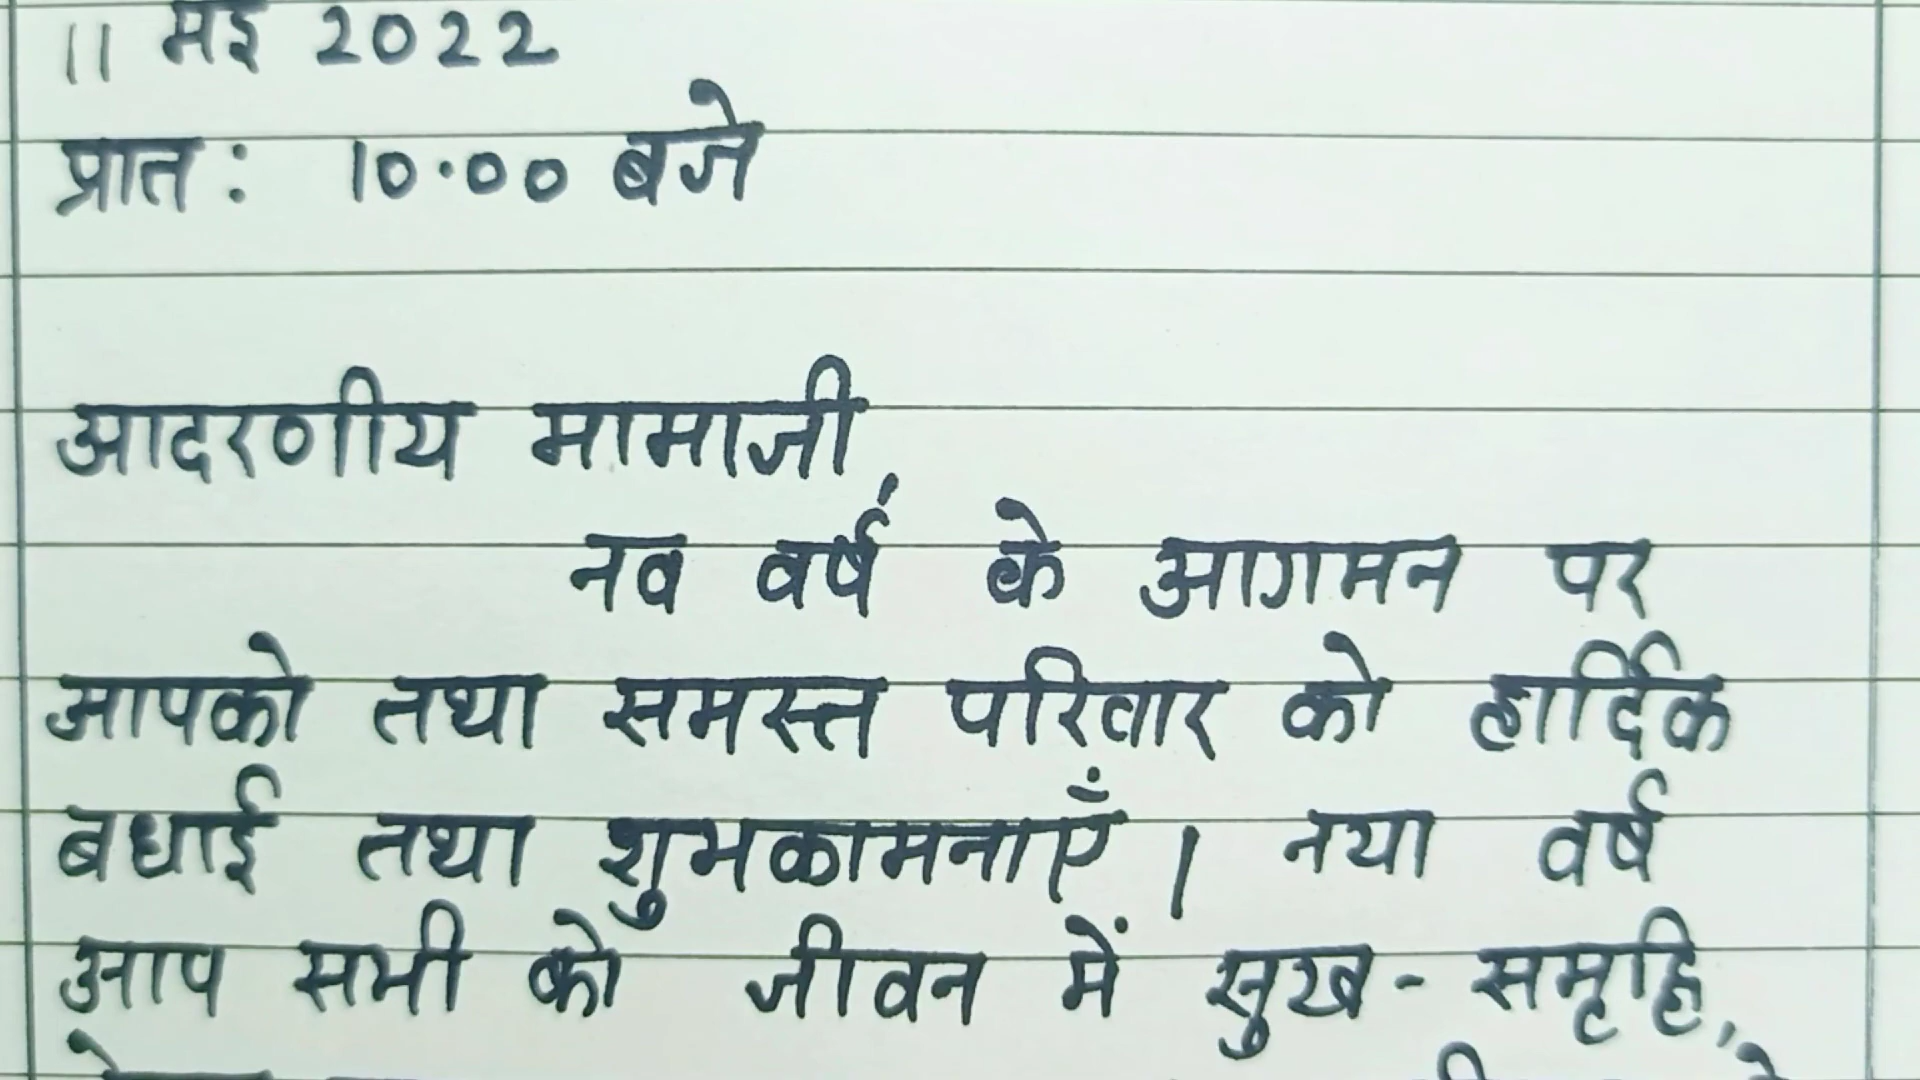 11 मई 2022
प्रात: 10.00 बजे
आदरणीय मामाजी,
नव वर्ष के आगमन पर
आपको तथा समस्त परिवार को हार्दिक
बधाई तथा शुभकामनाएँ । नया वर्ष
आप सभी को जीवन में सुख - समृद्धि,